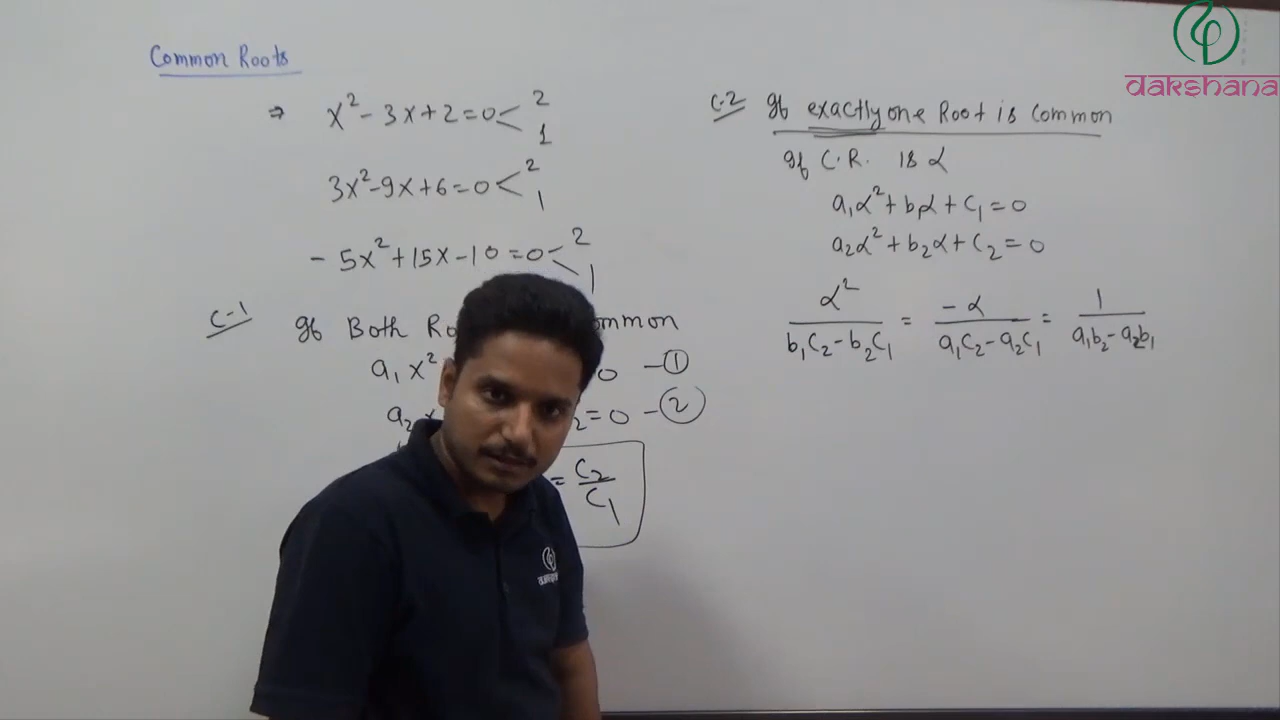 Common Roots
⇒ x² - 3x + 2 = 0 < 2
1
3x² - 9x + 6 = 0 < 2
1
- 5x² + 15x - 10 = 0 < 2
1
C-1 If Both Ro ommon
a₁ x² 0 - ①
a₂ x ₂ = 0 - ②
= c₂/c₁
C-2 If exactly one Root is Common
If C.R. is α
a₁α² + b₁α + c₁ = 0
a₂α² + b₂α + c₂ = 0
α²/(b₁c₂ - b₂c₁) = -α/(a₁c₂ - a₂c₁) = 1/(a₁b₂ - a₂b₁)
dakshana